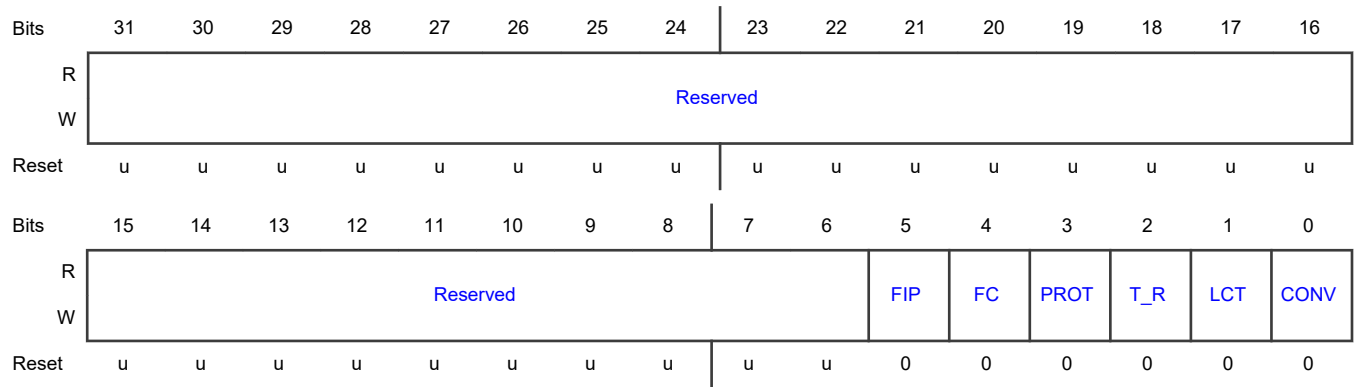 Bits 31 30 29 28 27 26 25 24 23 22 21 20 19 18 17 16
R
Reserved
W
Reset u u u u u u u u u u u u u u u u
Bits 15 14 13 12 11 10 9 8 7 6 5 4 3 2 1 0
R
Reserved FIP FC PROT T_R LCT CONV
W
Reset u u u u u u u u u u 0 0 0 0 0 0